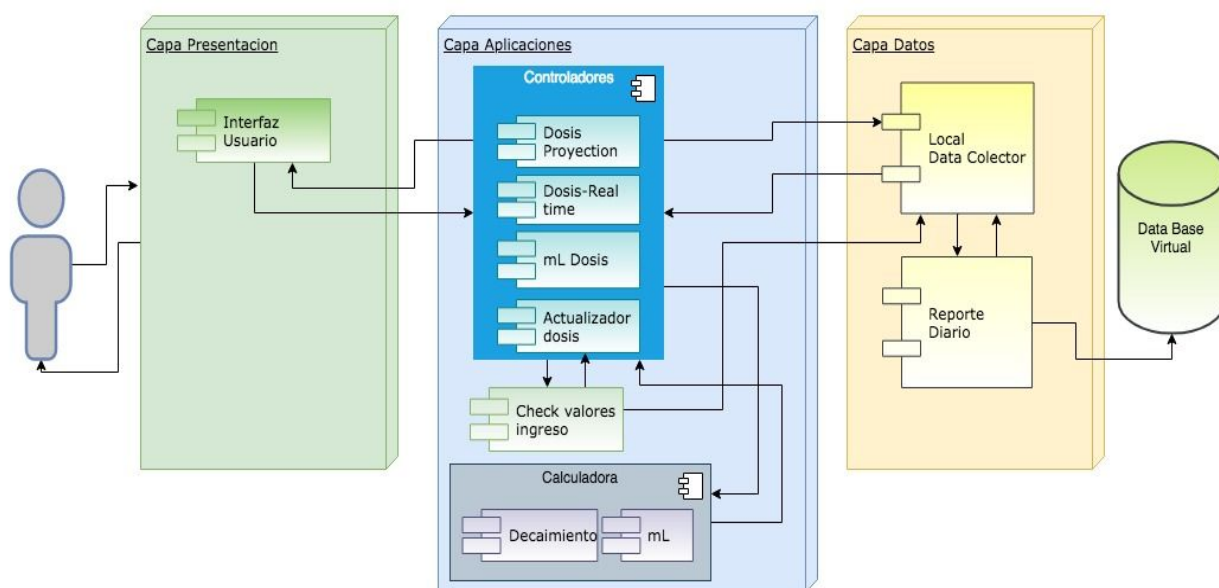 Capa Presentacion
Interfaz
Usuario
Capa Aplicaciones
Controladores
Dosis
Proyection
Dosis-Real
time
mL Dosis
Actualizador
dosis
Check valores
ingreso
Calculadora
Decaimiento
mL
Capa Datos
Local
Data Colector
Reporte
Diario
Data Base
Virtual